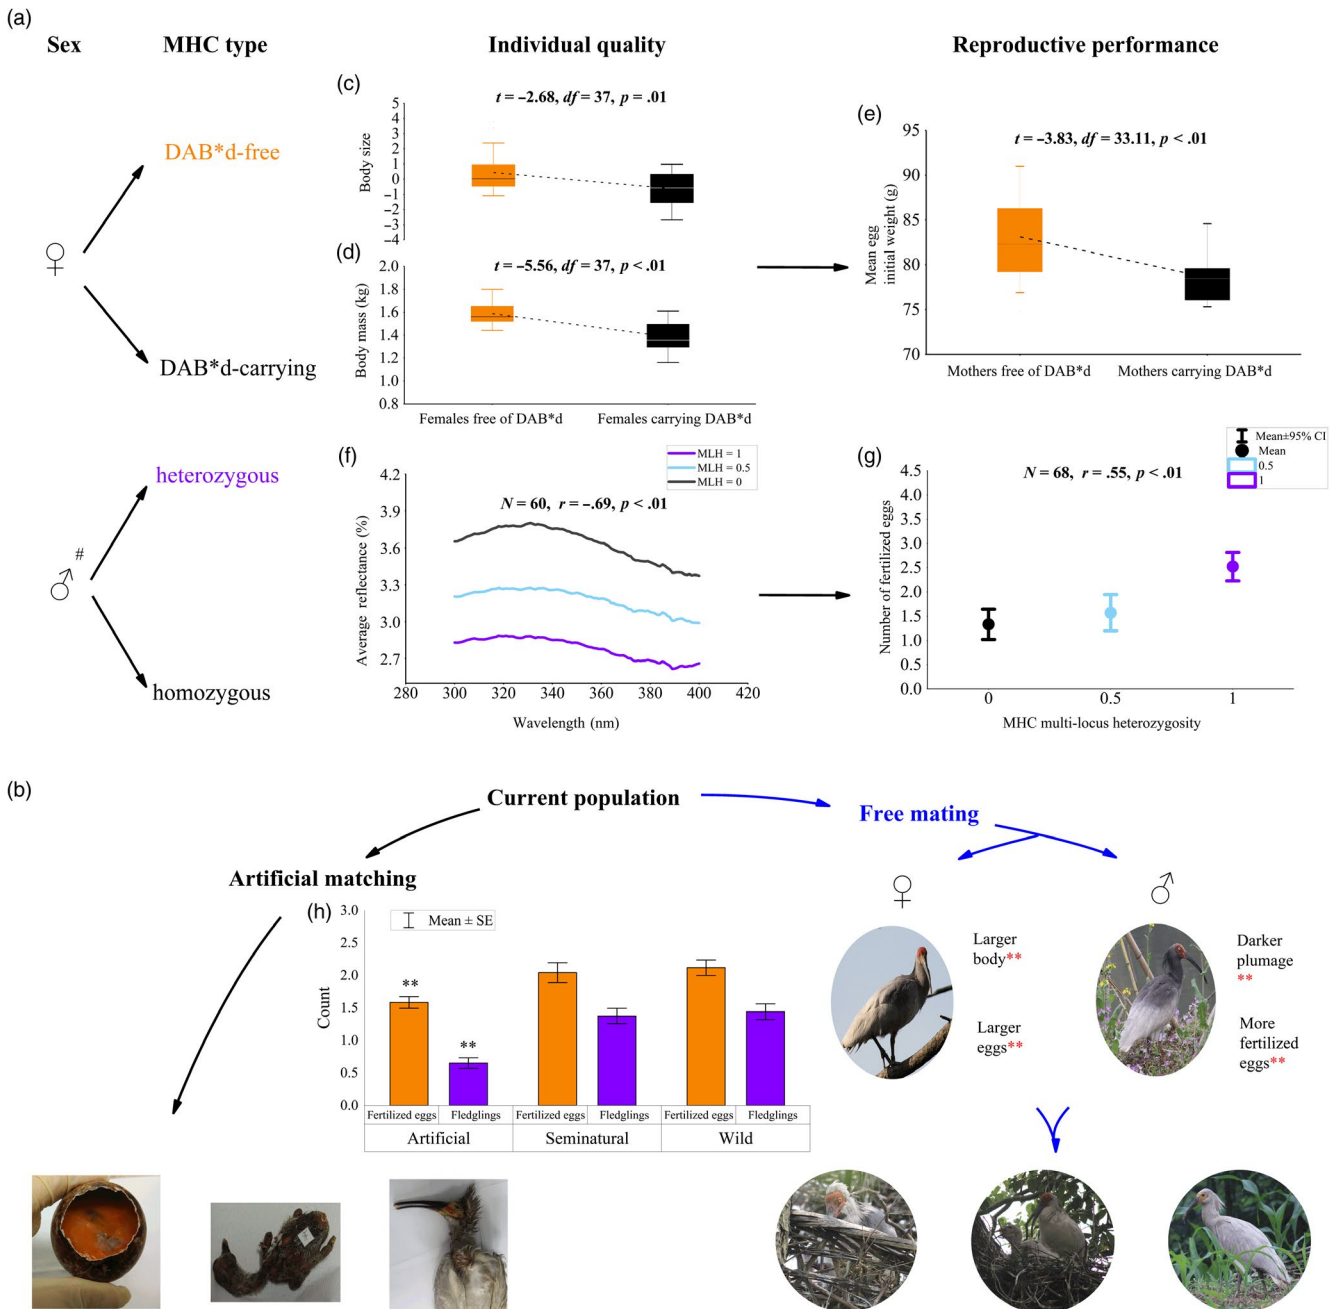 (a)
Sex
MHC type
Individual quality
Reproductive performance
DAB*d-free
♀
DAB*d-carrying
heterozygous
♂#
homozygous
(c)
t = –2.68, df = 37, p = .01
Body size
5
4
3
2
1
0
–1
–2
–3
–4
(d)
t = –5.56, df = 37, p < .01
Body mass (kg)
2.0
1.8
1.6
1.4
1.2
1.0
0.8
Females free of DAB*d
Females carrying DAB*d
(e)
t = –3.83, df = 33.11, p < .01
Mean egg
initial weight (g)
95
90
85
80
75
70
Mothers free of DAB*d
Mothers carrying DAB*d
(f)
MLH = 1
MLH = 0.5
MLH = 0
N = 60, r = –.69, p < .01
Average reflectance (%)
4.2
3.9
3.6
3.3
3.0
2.7
280 300 320 340 360 380 400 420
Wavelength (nm)
(g)
Mean±95% CI
Mean
0.5
1
N = 68, r = .55, p < .01
Number of fertilized eggs
4.5
4.0
3.5
3.0
2.5
2.0
1.5
1.0
0.5
0.0
0 0.5 1
MHC multi-locus heterozygosity
(b)
Current population
Free mating
Artificial matching
(h)
Mean ± SE
Count
3.0
2.5
2.0
1.5
1.0
0.5
0.0
**
**
Fertilized eggs Fledglings Fertilized eggs Fledglings Fertilized eggs Fledglings
Artificial Seminatural Wild
♀
Larger
body**
Larger
eggs**
♂
Darker
plumage
**
More
fertilized
eggs**